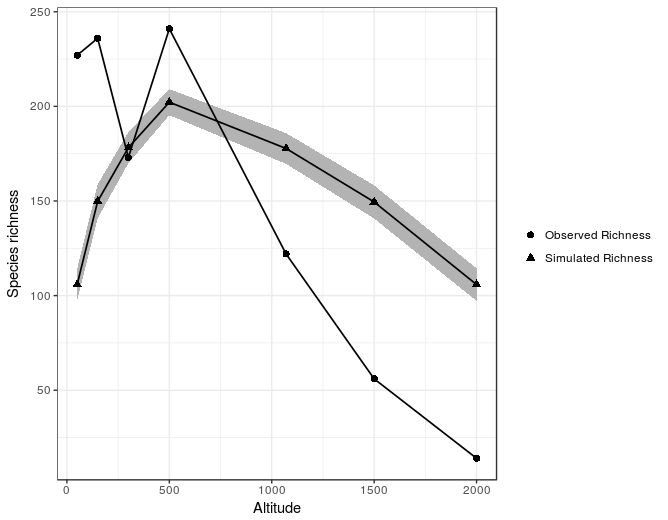 250
200
150
100
50
Species richness
0 500 1000 1500 2000
Altitude
Observed Richness
Simulated Richness